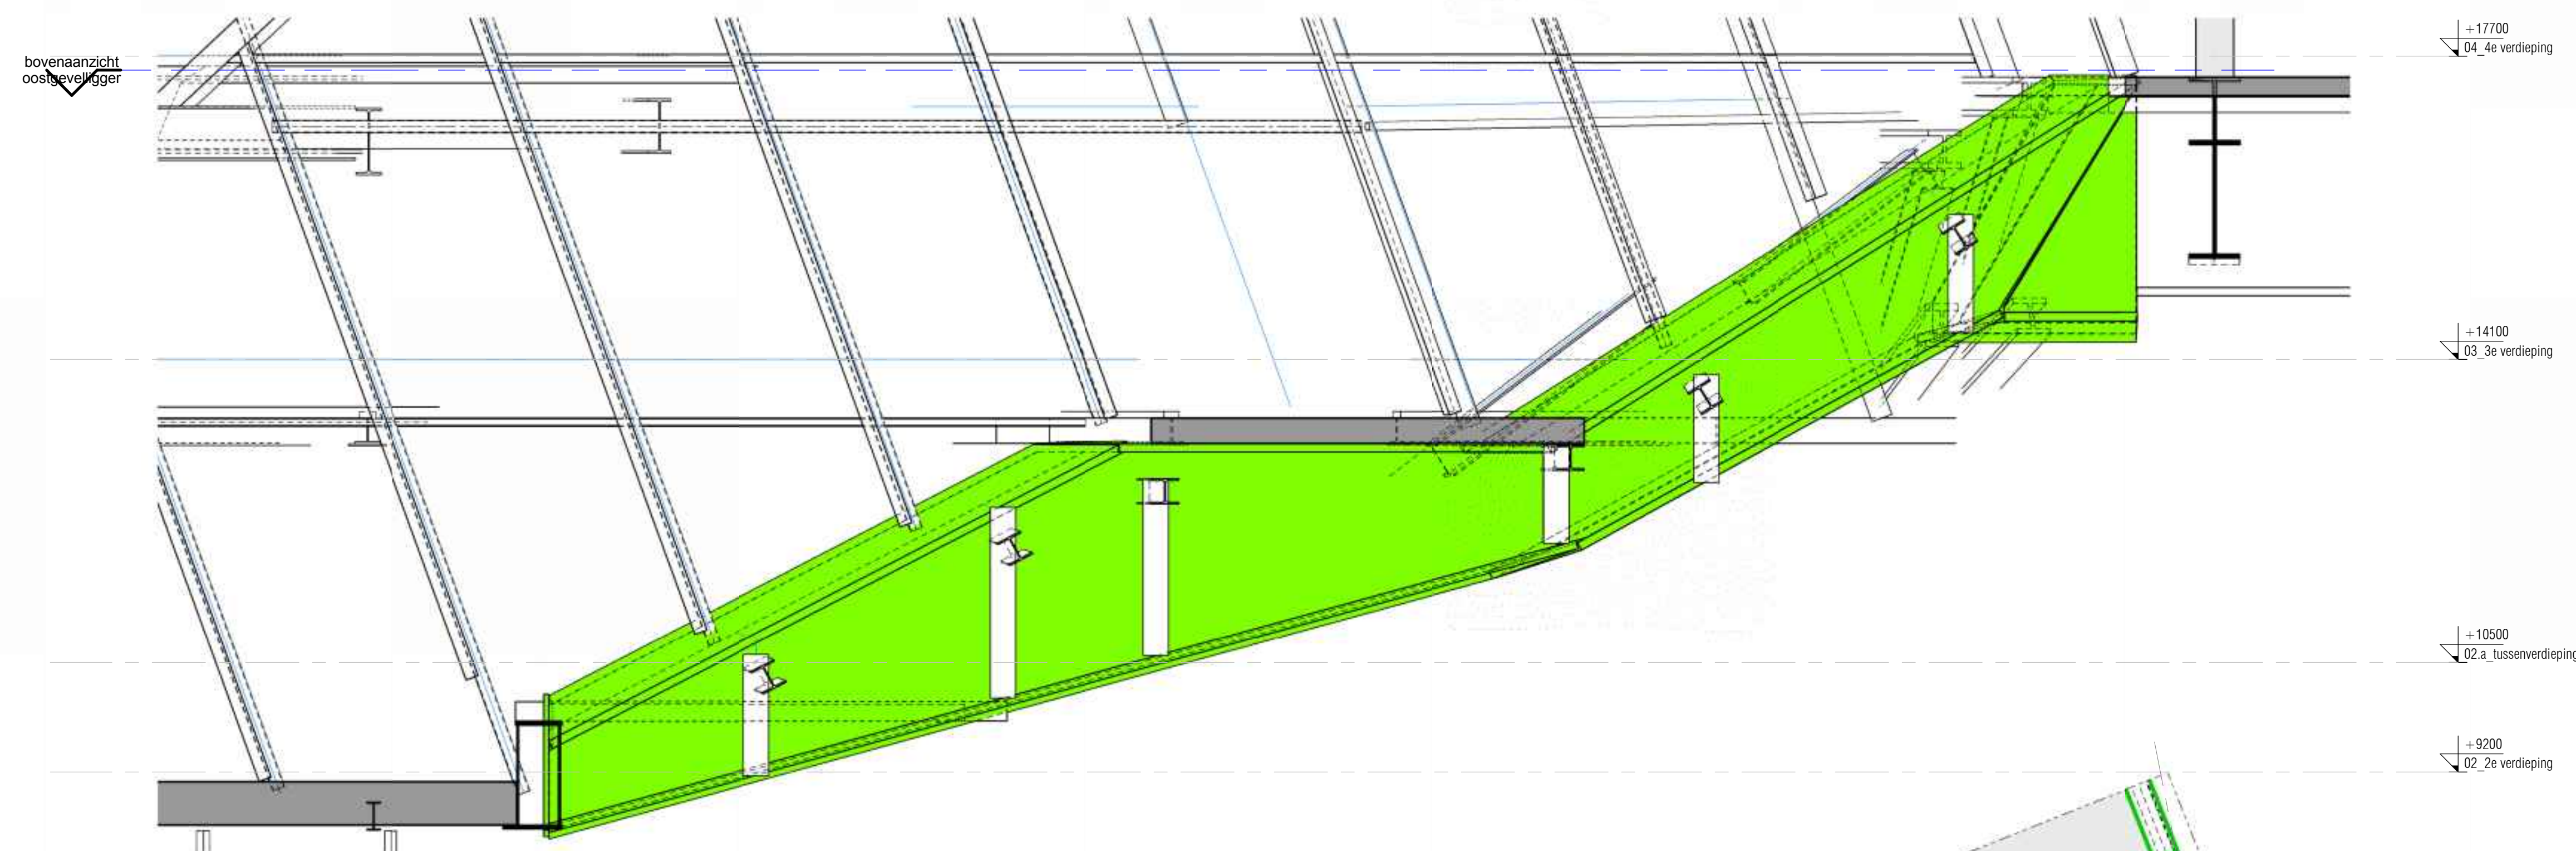 bovenaanzicht
oostgevelligger
+17700
04_4e verdieping
+14100
03_3e verdieping
+10500
02.a_tussenverdieping
+9200
02_2e verdieping